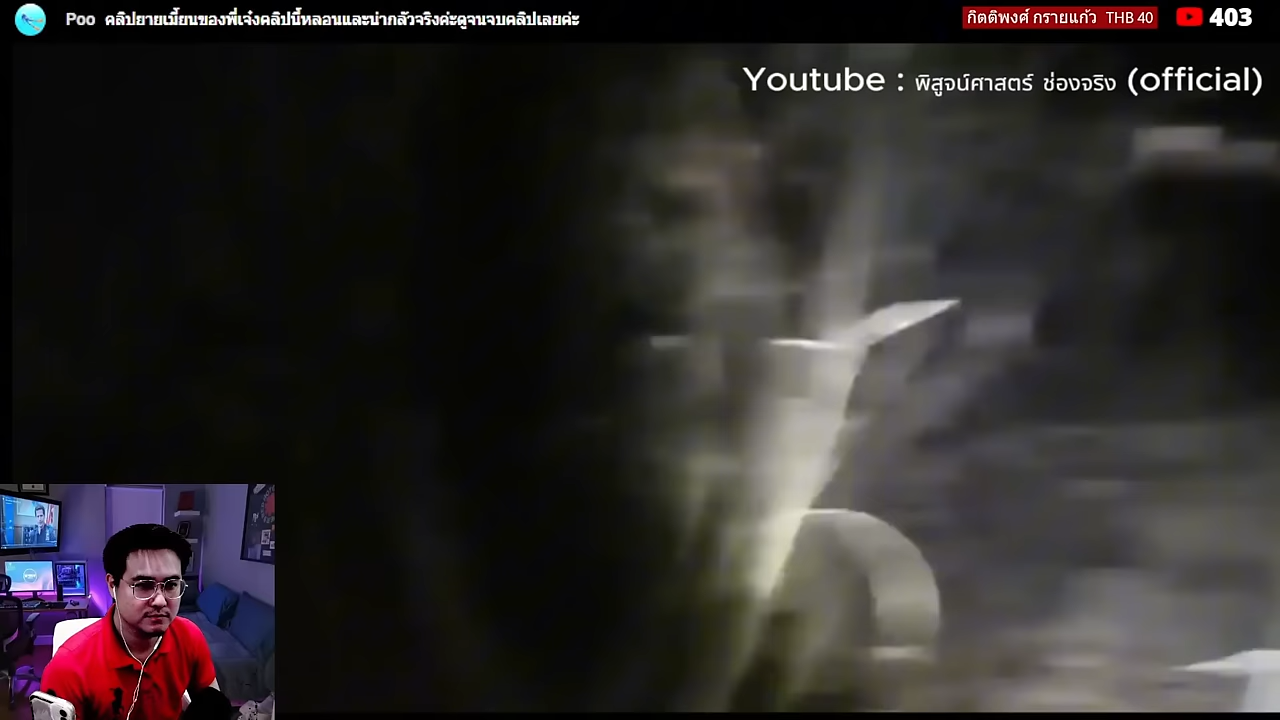 Poo คลิปยายเมี้ยนของพี่เจ๋งคลิปนี้หลอนและน่ากลัวจริงค่ะดูจนจบคลิปเลยค่ะ
กิตติพงศ์ กรายแก้ว THB 40
403
Youtube : พิสูจน์ศาสตร์ ช่องจริง (official)